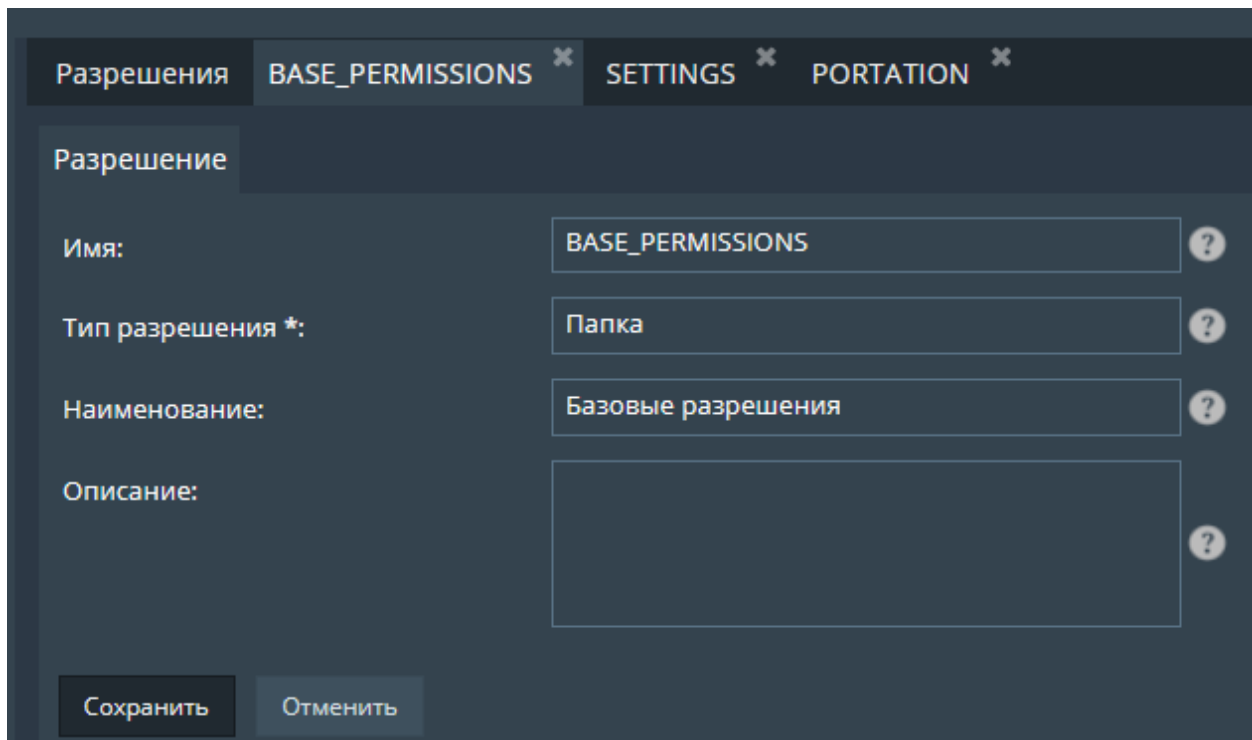 Разрешения BASE_PERMISSIONS SETTINGS PORTATION
Разрешение
Имя: BASE_PERMISSIONS
Тип разрешения *: Папка
Наименование: Базовые разрешения
Описание:
Сохранить Отменить